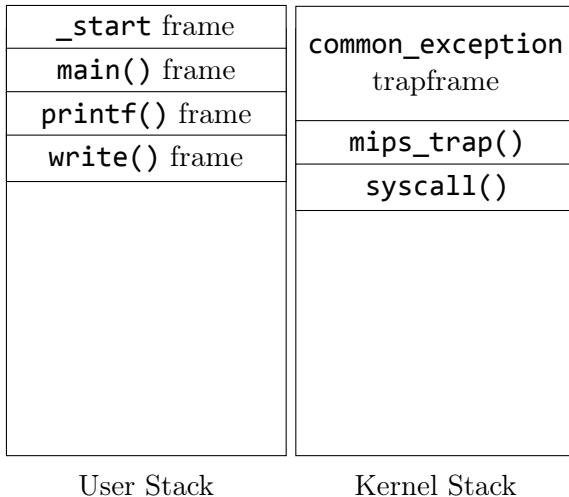 _start frame
main() frame
printf() frame
write() frame
common_exception
trapframe
mips_trap()
syscall()
User Stack
Kernel Stack